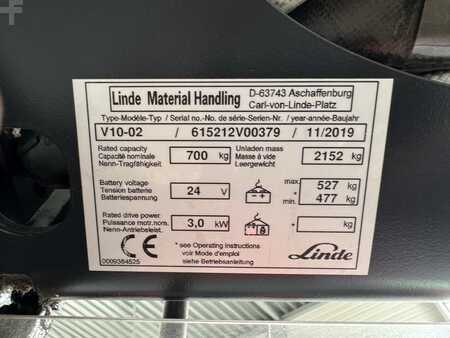 Linde Material Handling
D-63743 Aschaffenburg
Carl-von-Linde-Platz
Type-Modèle-Typ / Serial no.-No. de série-Serien-Nr. / year-année-Baujahr
V10-02 / 615212V00379 / 11/2019
Rated capacity
Capacité nominale
Nenn-Tragfähigkeit
700 kg
Unladen mass
Masse à vide
Leergewicht
2152 kg
Battery voltage
Tension batterie
Batteriespannung
24 V
max. * 527 kg
min. * 477 kg
Rated drive power
Puissance motr.nom.
Nenn-Antriebsleist.
3,0 kW
+ * kg
* see Operating Instructions
voir Mode d'emploi
siehe Betriebsanleitung
CE
0009384525
Linde